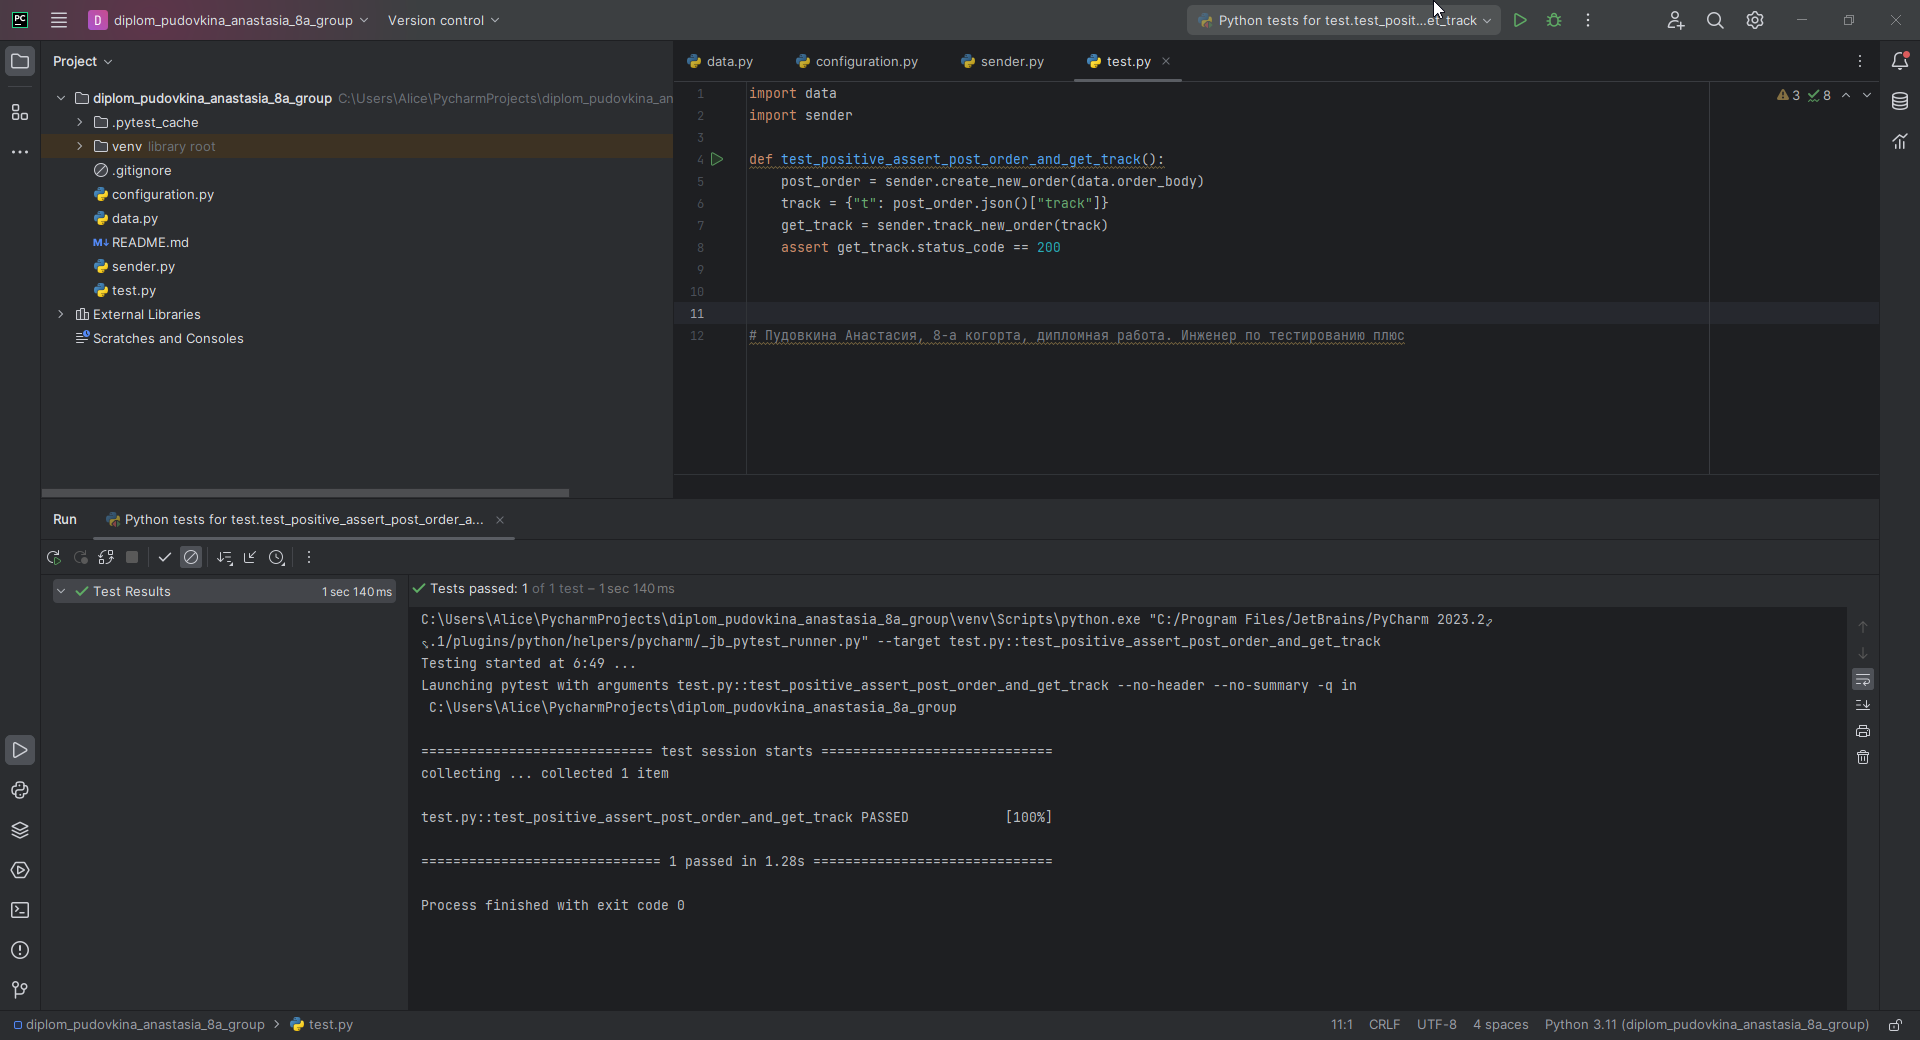 PC
D diplom_pudovkina_anastasia_8a_group Version control Python tests for test.test_posit...et_track
Project
diplom_pudovkina_anastasia_8a_group C:\Users\Alice\PycharmProjects\diplom_pudovkina_an
.pytest_cache
venv library root
.gitignore
configuration.py
data.py
M↓ README.md
sender.py
test.py
External Libraries
Scratches and Consoles
data.py configuration.py sender.py test.py
3 8
1 import data
2 import sender
3
4 def test_positive_assert_post_order_and_get_track():
5 post_order = sender.create_new_order(data.order_body)
6 track = {"t": post_order.json()["track"]}
7 get_track = sender.track_new_order(track)
8 assert get_track.status_code == 200
9
10
11
12 # Пудовкина Анастасия, 8-а когорта, дипломная работа. Инженер по тестированию плюс
Run Python tests for test.test_positive_assert_post_order_a...
Test Results 1 sec 140 ms
Tests passed: 1 of 1 test – 1 sec 140 ms
C:\Users\Alice\PycharmProjects\diplom_pudovkina_anastasia_8a_group\venv\Scripts\python.exe "C:/Program Files/JetBrains/PyCharm 2023.2
.1/plugins/python/helpers/pycharm/_jb_pytest_runner.py" --target test.py::test_positive_assert_post_order_and_get_track
Testing started at 6:49 ...
Launching pytest with arguments test.py::test_positive_assert_post_order_and_get_track --no-header --no-summary -q in
C:\Users\Alice\PycharmProjects\diplom_pudovkina_anastasia_8a_group
============================= test session starts =============================
collecting ... collected 1 item
test.py::test_positive_assert_post_order_and_get_track PASSED [100%]
============================== 1 passed in 1.28s ==============================
Process finished with exit code 0
diplom_pudovkina_anastasia_8a_group > test.py 11:1 CRLF UTF-8 4 spaces Python 3.11 (diplom_pudovkina_anastasia_8a_group)